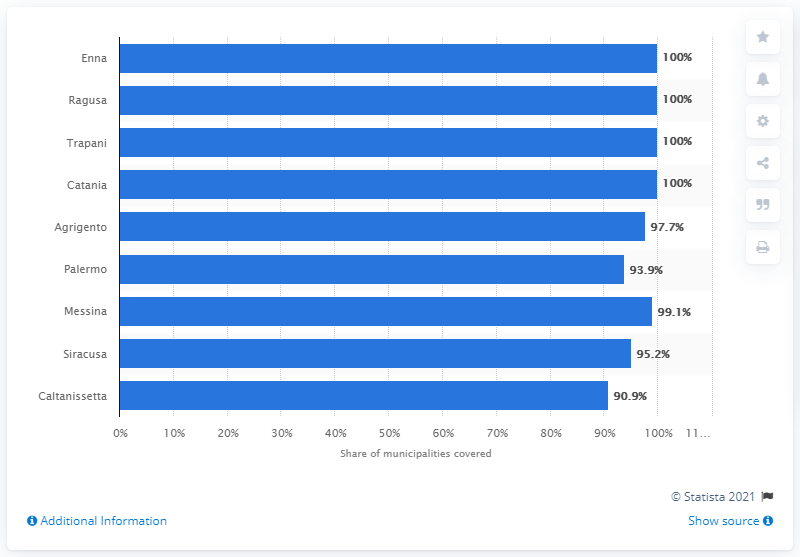 Enna 100%
Ragusa 100%
Trapani 100%
Catania 100%
Agrigento 97.7%
Palermo 93.9%
Messina 99.1%
Siracusa 95.2%
Caltanissetta 90.9%
0% 10% 20% 30% 40% 50% 60% 70% 80% 90% 100% 11...
Share of municipalities covered
© Statista 2021
Additional Information Show source